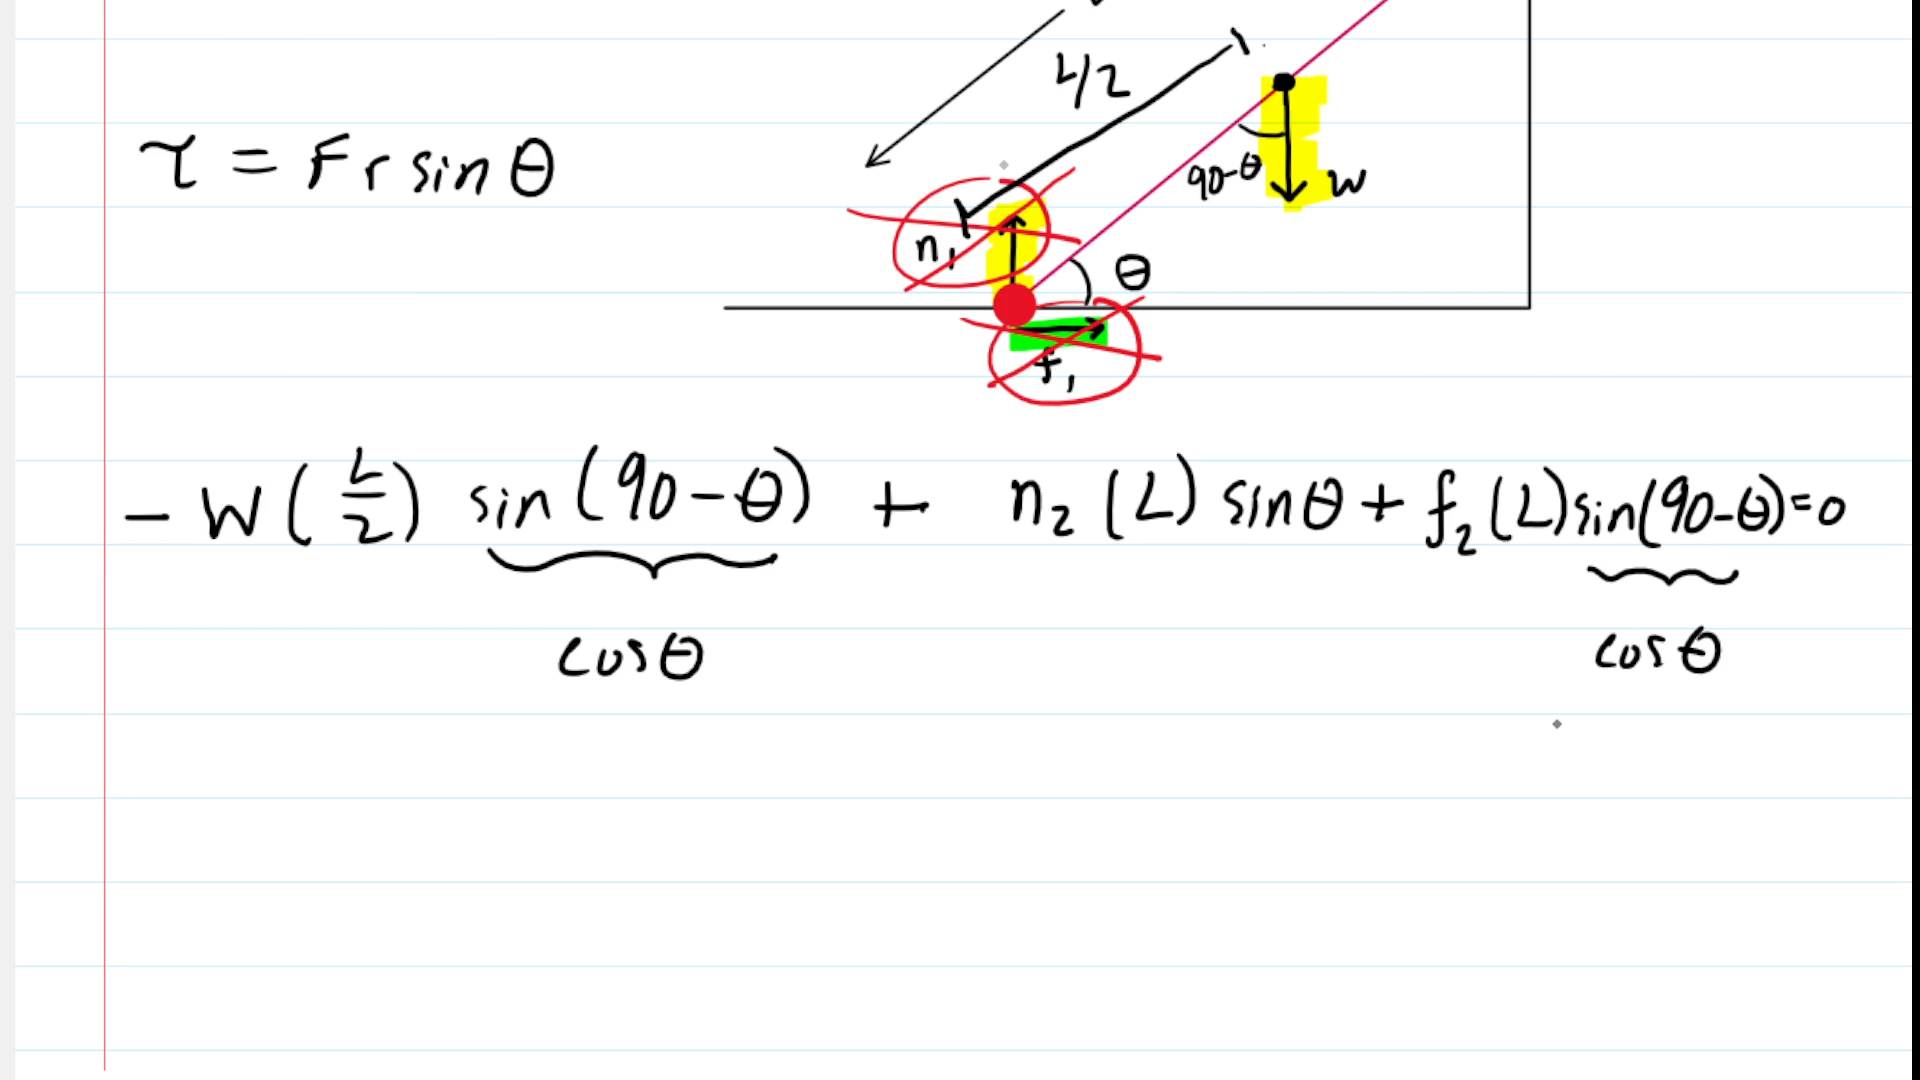 L/2
τ = F r sin θ
90-θ
w
n₁
θ
f₁
- W (L/2) sin (90-θ) + n₂ (L) sin θ + f₂ (L) sin(90-θ) = 0
cos θ
cos θ